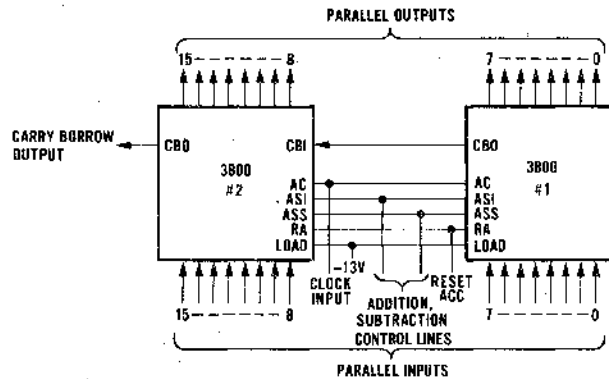 PARALLEL OUTPUTS
15 8 7 0
CARRY BORROW
OUTPUT
CBO CBI CBO
3800
#2
3800
#1
AC AC
ASI ASI
ASS ASS
RA RA
LOAD LOAD
-13V
CLOCK
INPUT
RESET
ACC
ADDITION,
SUBTRACTION
CONTROL LINES
15 8 7 0
PARALLEL INPUTS